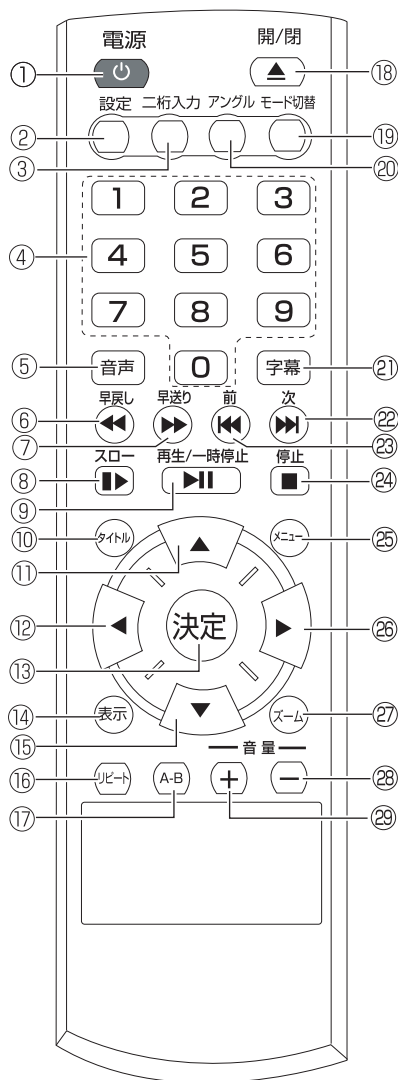 電源 開/閉
① ⑱
設定 二桁入力 アングル モード切替
② ⑲
③ ⑳
1 2 3
④ 4 5 6
7 8 9
⑤ 音声 0 字幕 ㉑
早戻し 早送り 前 次
⑥ ㉒
⑦ ㉓
スロー 再生/一時停止 停止
⑧ ㉔
⑨
⑩ タイトル メニュー ㉕
⑪
⑫ 決定 ㉖
⑬
⑭ 表示 ズーム ㉗
⑮
音量
⑯ リピート A-B + − ㉘
⑰ ㉙